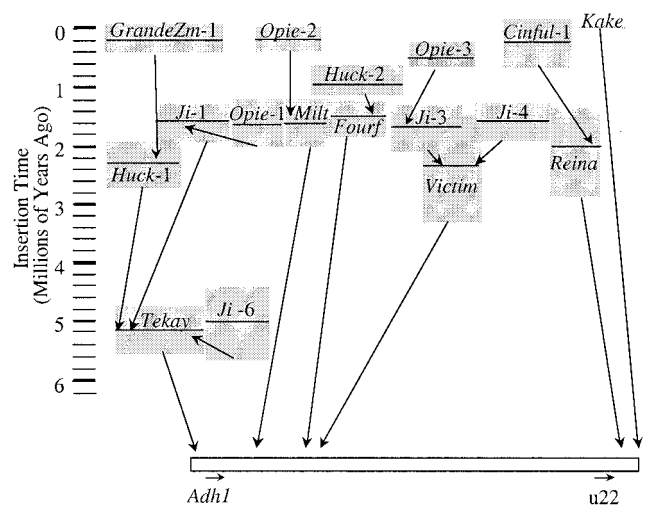 Insertion Time
(Millions of Years Ago)
0
1
2
3
4
5
6
GrandeZm-1
Opie-2
Opie-3
Cinful-1
Kake
Huck-2
Ji-1
Opie-1
Milt
Fourf
Ji-3
Ji-4
Huck-1
Victim
Reina
Tekay
Ji -6
Adh1
u22